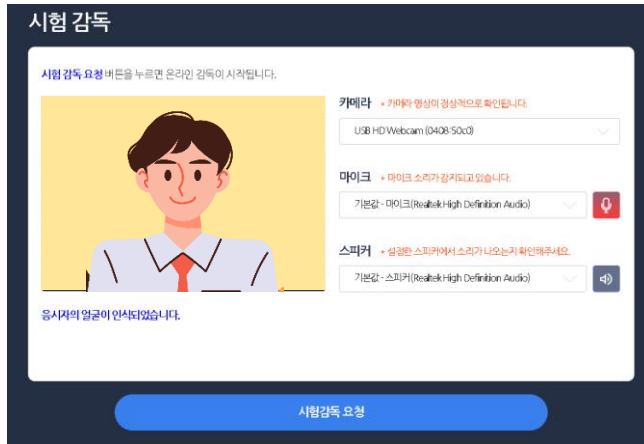 시험 감독
시험 감독 요청 버튼을 누르면 온라인 감독이 시작됩니다.
카메라 • 카메라 영상이 정상적으로 확인됩니다.
USB HD Webcam (0408:50c0)
마이크 • 마이크 소리가 감지되고 있습니다.
기본값 - 마이크(Realtek High Definition Audio)
스피커 • 설정한 스피커에서 소리가 나오는지 확인해주세요.
기본값 - 스피커(Realtek High Definition Audio)
응시자의 얼굴이 인식되었습니다.
시험감독 요청